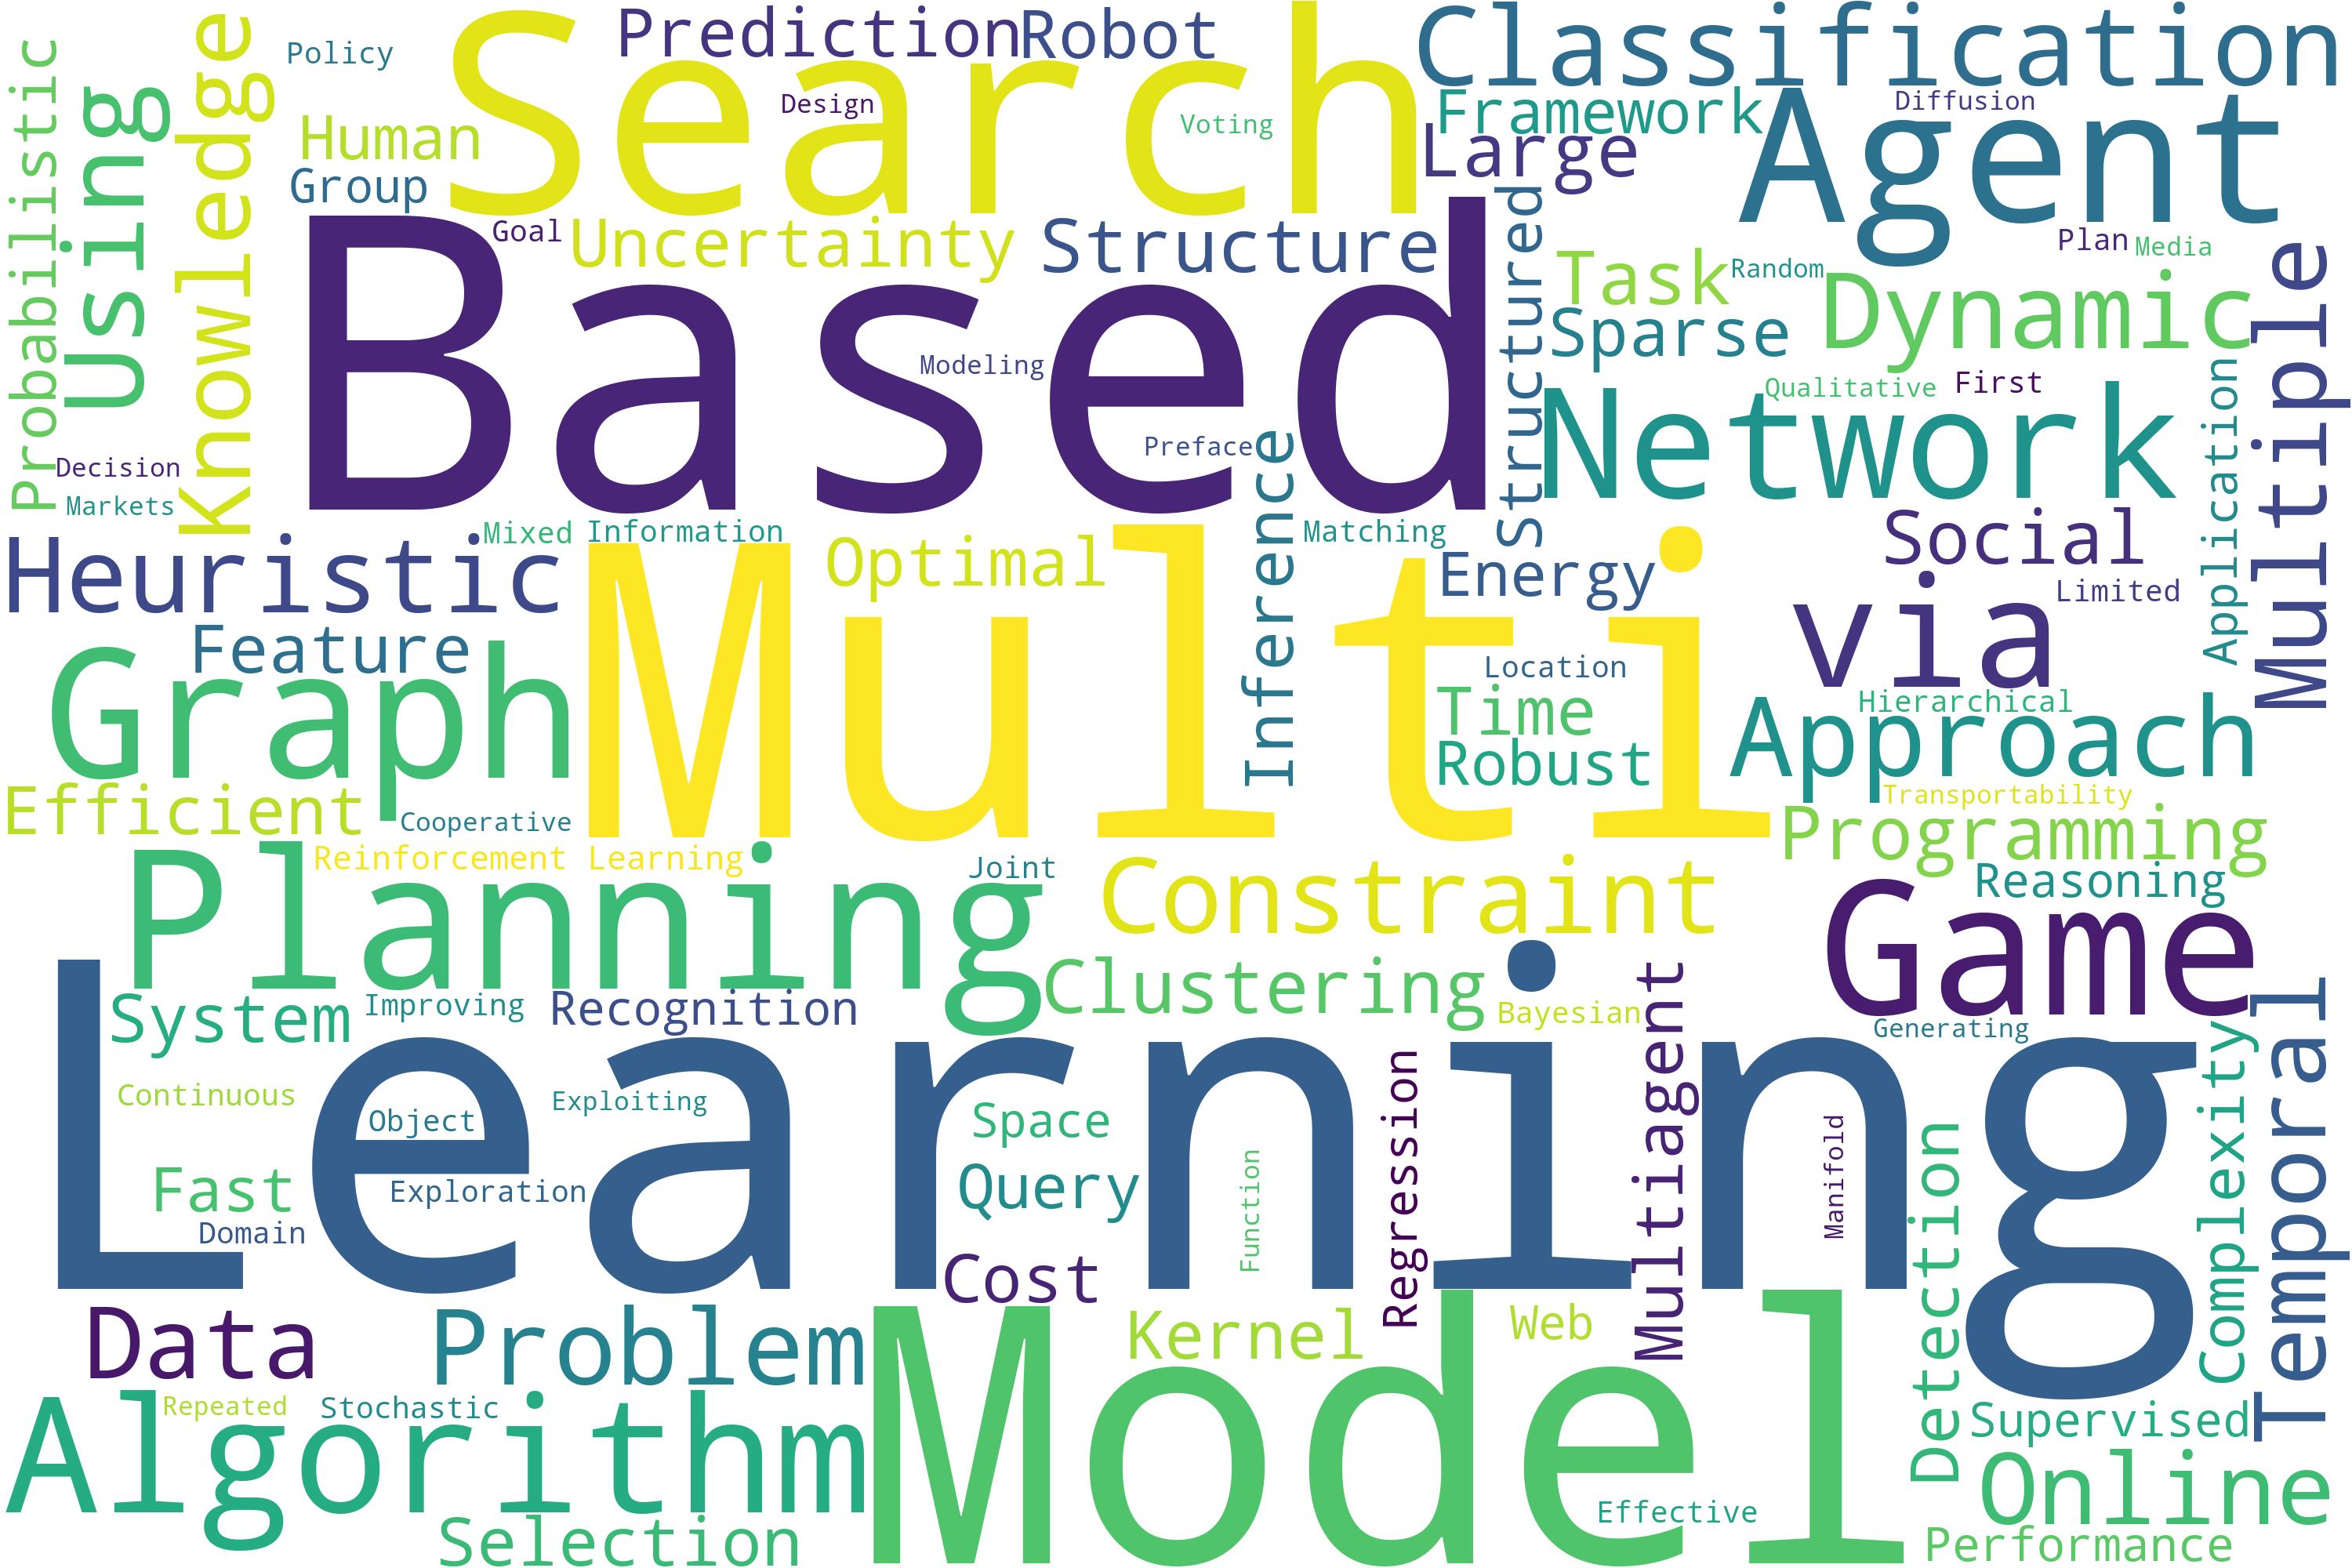 Search
Prediction
Robot
Classification
Policy
Design
Voting
Framework
Diffusion
Human
Large
Agent
Group
Probabilistic
Using
Knowledge
Based
Goal
Uncertainty
Structure
Structured
Task
Random
Plan
Media
Sparse
Dynamic
Multiple
Modeling
Qualitative
First
Application
Network
Preface
Inference
Decision
Markets
Heuristic
Mixed
Information
Optimal
Matching
Energy
Social
Limited
via
Multi
Feature
Graph
Location
Time
Robust
Hierarchical
Approach
Efficient
Cooperative
Transportability
Programming
Reinforcement Learning
Joint
Planning
Constraint
Reasoning
Game
Clustering
System
Improving
Recognition
Bayesian
Multiagent
Generating
Complexity
Temporal
Learning
Continuous
Object
Exploiting
Space
Regression
Manifold
Detection
Function
Fast
Exploration
Query
Domain
Cost
Data
Problem
Kernel
Web
Model
Repeated
Stochastic
Algorithm
Supervised
Online
Selection
Effective
Performance